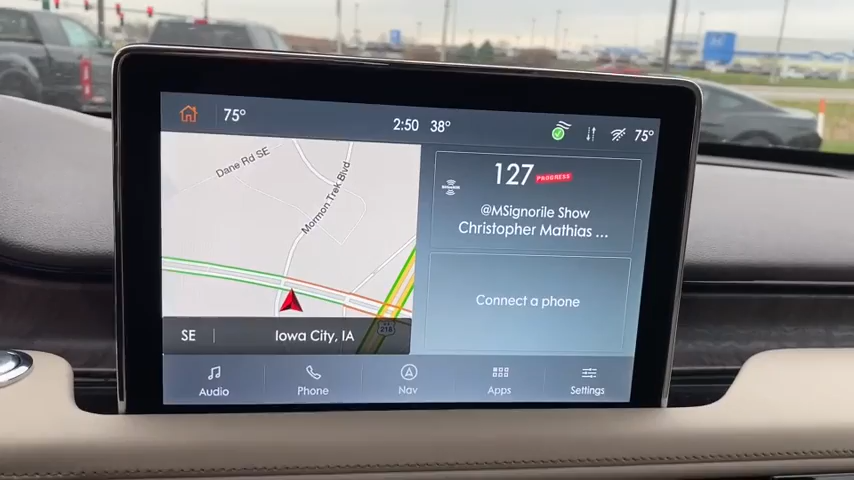 75°
2:50 38°
75°
Dane Rd SE
Mormon Trek Blvd
218
SE
Iowa City, IA
127 PROGRESS
@MSignorile Show
Christopher Mathias ...
Connect a phone
Audio
Phone
Nav
Apps
Settings